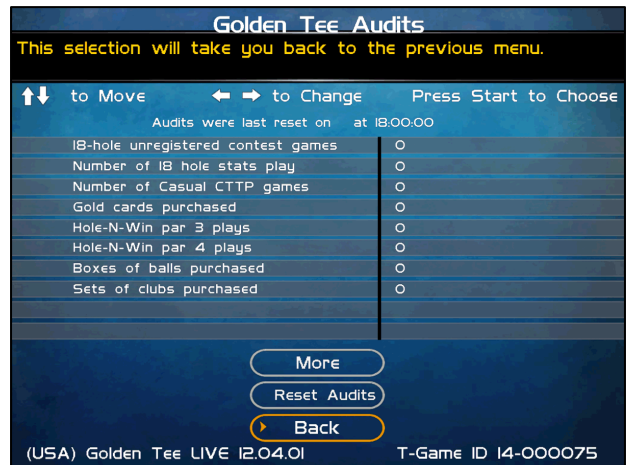 Golden Tee Audits
This selection will take you back to the previous menu.
to Move to Change Press Start to Choose
Audits were last reset on at 18:00:00
18-hole unregistered contest games 0
Number of 18 hole stats play 0
Number of Casual CTTP games 0
Gold cards purchased 0
Hole-N-Win par 3 plays 0
Hole-N-Win par 4 plays 0
Boxes of balls purchased 0
Sets of clubs purchased 0
More
Reset Audits
Back
(USA) Golden Tee LIVE 12.04.01 T-Game ID 14-000075